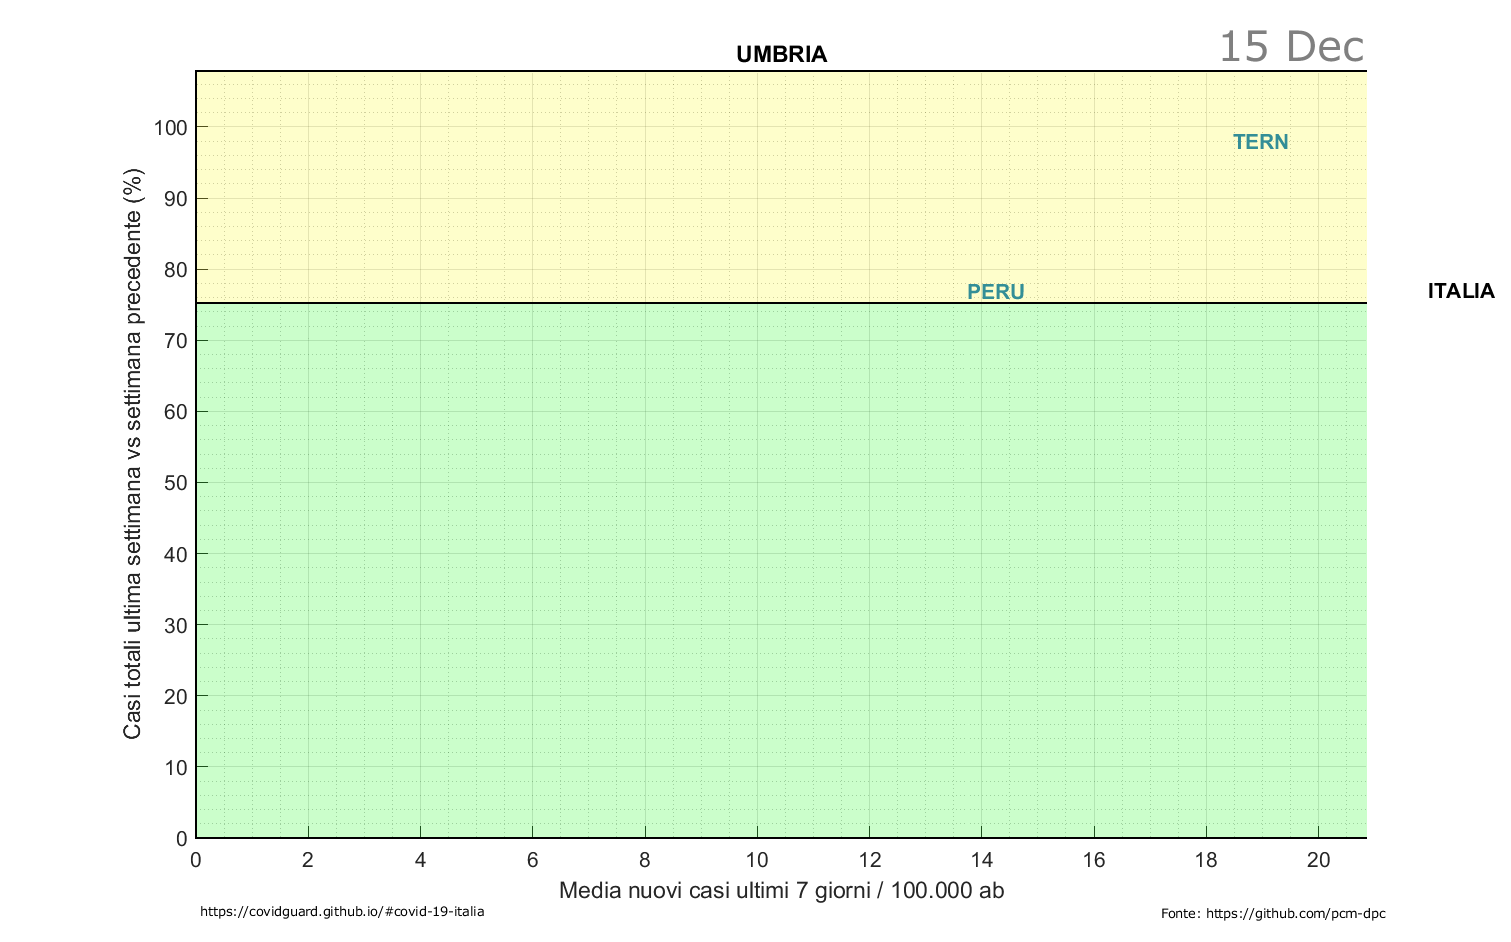 UMBRIA
15 Dec
Casi totali ultima settimana vs settimana precedente (%)
100
90
80
70
60
50
40
30
20
10
0
TERN
PERU
ITALIA
0 2 4 6 8 10 12 14 16 18 20
Media nuovi casi ultimi 7 giorni / 100.000 ab
https://covidguard.github.io/#covid-19-italia
Fonte: https://github.com/pcm-dpc